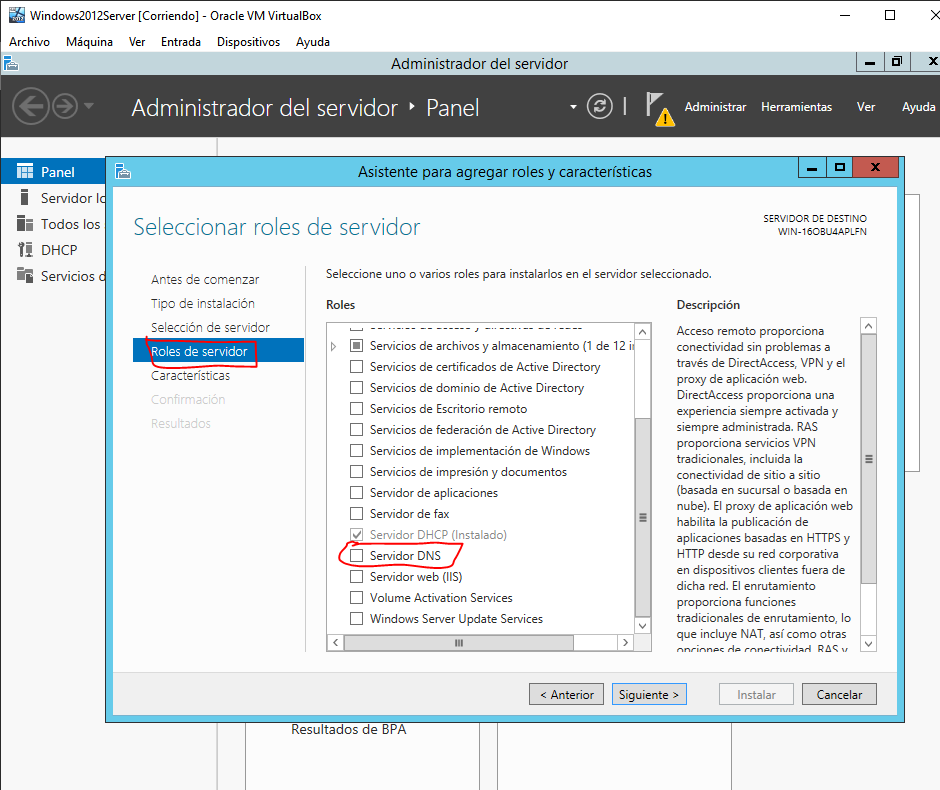 Windows2012Server [Corriendo] - Oracle VM VirtualBox
Archivo Máquina Ver Entrada Dispositivos Ayuda
Administrador del servidor
Administrador del servidor ‣ Panel
Administrar Herramientas Ver Ayuda
Panel
Servidor lo
Todos los
DHCP
Servicios d
Asistente para agregar roles y características
Seleccionar roles de servidor
SERVIDOR DE DESTINO
WIN-16OBU4APLFN
Antes de comenzar
Tipo de instalación
Selección de servidor
Roles de servidor
Características
Confirmación
Resultados
Seleccione uno o varios roles para instalarlos en el servidor seleccionado.
Roles
Servicios de acceso y directivas de redes
Servicios de archivos y almacenamiento (1 de 12 in
Servicios de certificados de Active Directory
Servicios de dominio de Active Directory
Servicios de Escritorio remoto
Servicios de federación de Active Directory
Servicios de implementación de Windows
Servicios de impresión y documentos
Servidor de aplicaciones
Servidor de fax
Servidor DHCP (Instalado)
Servidor DNS
Servidor web (IIS)
Volume Activation Services
Windows Server Update Services
Descripción
Acceso remoto proporciona
conectividad sin problemas a
través de DirectAccess, VPN y el
proxy de aplicación web.
DirectAccess proporciona una
experiencia siempre activada y
siempre administrada. RAS
proporciona servicios VPN
tradicionales, incluida la
conectividad de sitio a sitio
(basada en sucursal o basada en
nube). El proxy de aplicación web
habilita la publicación de
aplicaciones basadas en HTTPS y
HTTP desde su red corporativa
en dispositivos clientes fuera de
dicha red. El enrutamiento
proporciona funciones
tradicionales de enrutamiento, lo
que incluye NAT, así como otras
opciones de conectividad. RAS y
< Anterior Siguiente > Instalar Cancelar
Resultados de BPA